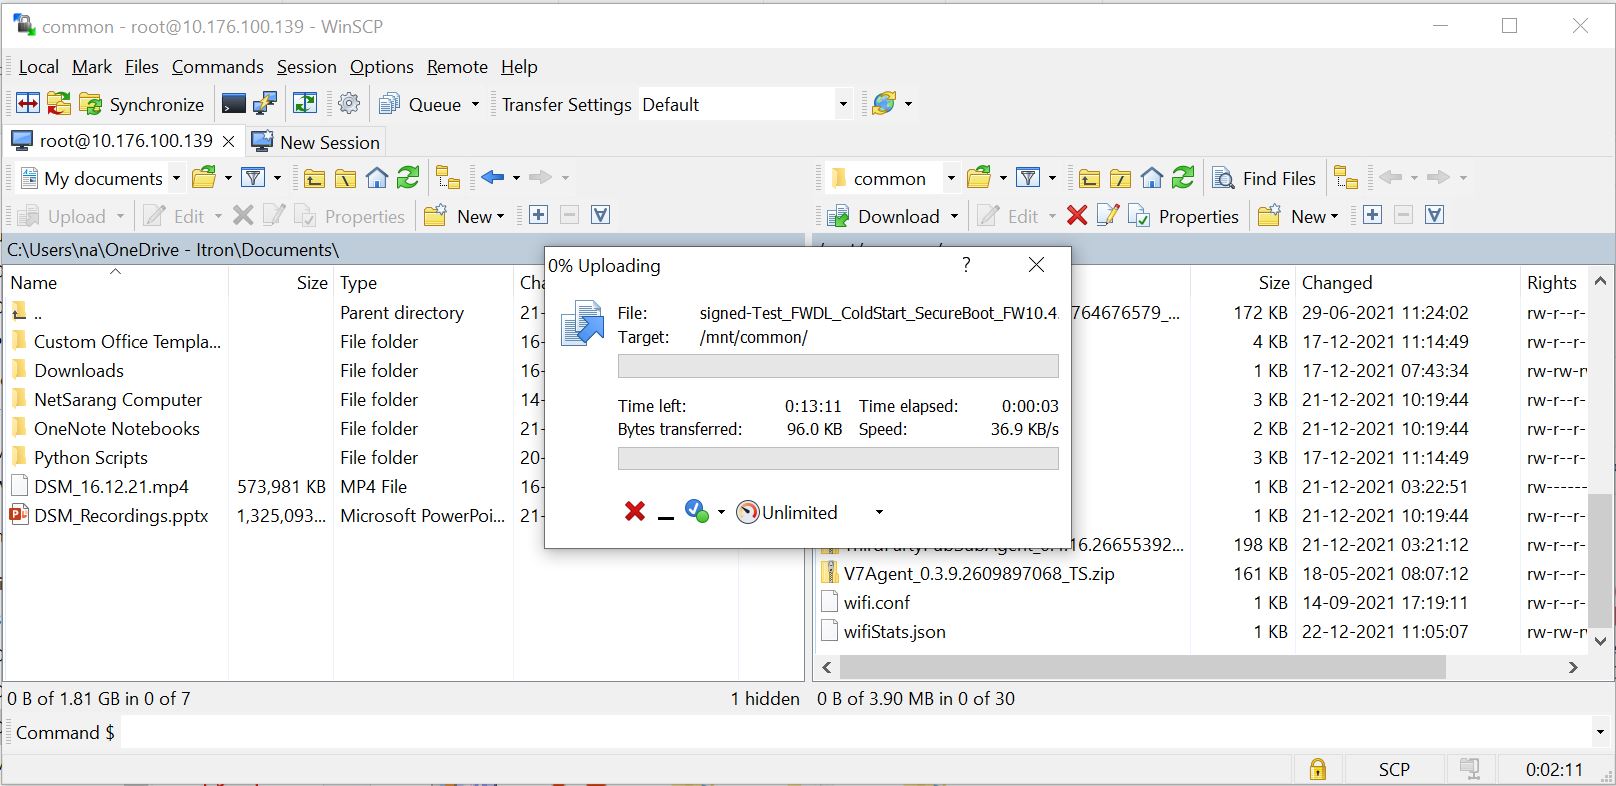 common - root@10.176.100.139 - WinSCP
Local Mark Files Commands Session Options Remote Help
Synchronize Queue Transfer Settings Default
root@10.176.100.139 New Session
My documents common Find Files
Upload Edit Properties New Download Edit Properties New
C:\Users\na\OneDrive - Itron\Documents\
Name Size Type Size Changed Rights
.. Parent directory 21- 764676579_... 172 KB 29-06-2021 11:24:02 rw-r--r-
Custom Office Templa... File folder 16- 4 KB 17-12-2021 11:14:49 rw-r--r-
Downloads File folder 16- 1 KB 17-12-2021 07:43:34 rw-rw-r
NetSarang Computer File folder 14- 3 KB 21-12-2021 10:19:44 rw-r--r-
OneNote Notebooks File folder 21- 2 KB 21-12-2021 10:19:44 rw-r--r-
Python Scripts File folder 20- 3 KB 17-12-2021 11:14:49 rw-r--r-
DSM_16.12.21.mp4 573,981 KB MP4 File 16- 1 KB 21-12-2021 03:22:51 rw------
DSM_Recordings.pptx 1,325,093... Microsoft PowerPoi... 21- 1 KB 21-12-2021 10:19:44 rw-r--r-
198 KB 21-12-2021 03:21:12 rw-r--r-
V7Agent_0.3.9.2609897068_TS.zip 161 KB 18-05-2021 08:07:12 rw-r--r-
wifi.conf 1 KB 14-09-2021 17:19:11 rw-r--r-
wifiStats.json 1 KB 22-12-2021 11:05:07 rw-rw-r
0% Uploading ?
File: signed-Test_FWDL_ColdStart_SecureBoot_FW10.4.
Target: /mnt/common/
Time left: 0:13:11 Time elapsed: 0:00:03
Bytes transferred: 96.0 KB Speed: 36.9 KB/s
Unlimited
0 B of 1.81 GB in 0 of 7 1 hidden 0 B of 3.90 MB in 0 of 30
Command $
SCP 0:02:11